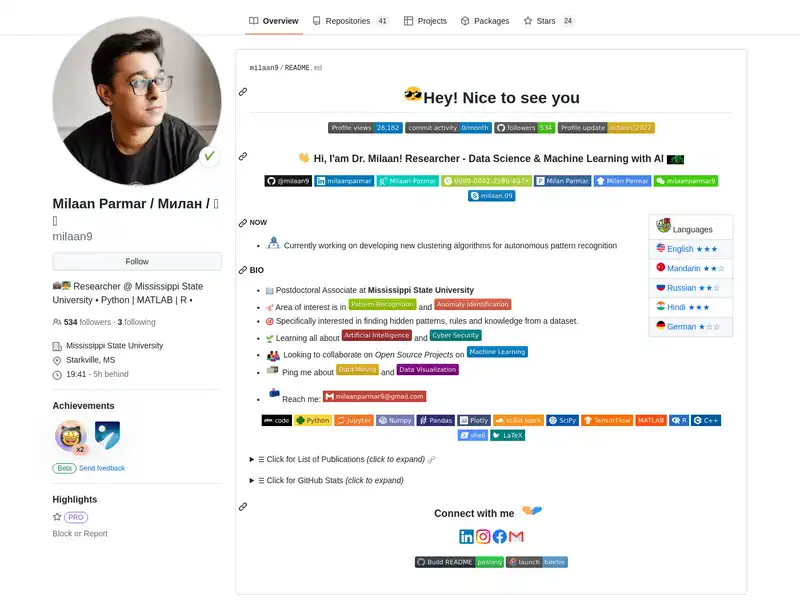 Overview
Repositories 41
Projects
Packages
Stars 24
Milaan Parmar / Милан /
milaan9
Follow
Researcher @ Mississippi State
University • Python | MATLAB | R •
534 followers · 3 following
Mississippi State University
Starkville, MS
19:41 - 5h behind
Achievements
x2
Beta Send feedback
Highlights
PRO
Block or Report
milaan9/README.md
Hey! Nice to see you
Profile views 28,182 commit activity 0/month followers 534 Profile update october,2022
Hi, I'am Dr. Milaan! Researcher - Data Science & Machine Learning with AI
@milaan9 milaanparmar Milaan-Parmar Milan Parmar Milan Parmar milaanparmar9
milaan.09
NOW
Currently working on developing new clustering algorithms for autonomous pattern recognition
Languages
English ★★★
Mandarin ★★☆
Russian ★★☆
Hindi ★★★
German ★☆☆
BIO
Postdoctoral Associate at Mississippi State University
Area of interest is in Pattern Recognition and Anomaly Identification
Specifically interested in finding hidden patterns, rules and knowledge from a dataset.
Learning all about Artificial Intelligence and Cyber Security
Looking to collaborate on Open Source Projects on Machine Learning
Ping me about Data Mining and Data Visualization
Reach me: milaanparmar9@gmail.com
code Python Jupyter Numpy Pandas Plotly scikit learn SciPy TensorFlow MATLAB R C++
shell LaTeX
Click for List of Publications (click to expand)
Click for GitHub Stats (click to expand)
Connect with me
Build README passing launch binder